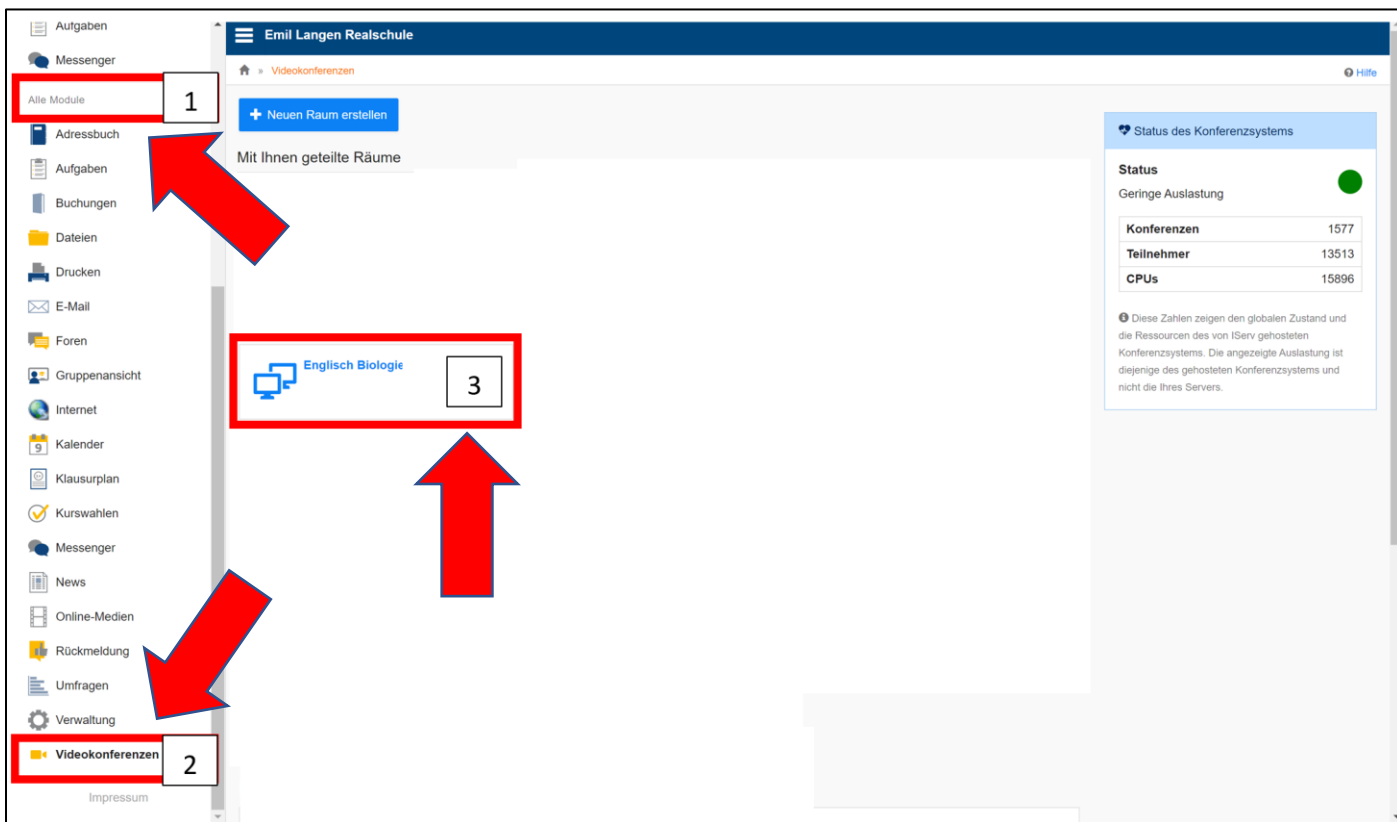 Aufgaben
Messenger
Alle Module
1
Adressbuch
Aufgaben
Buchungen
Dateien
Drucken
E-Mail
Foren
Gruppenansicht
Internet
9
Kalender
Klausurplan
Kurswahlen
Messenger
News
Online-Medien
Rückmeldung
Umfragen
Verwaltung
Videokonferenzen
2
Impressum
Emil Langen Realschule
» Videokonferenzen
Hilfe
+ Neuen Raum erstellen
Mit Ihnen geteilte Räume
Englisch Biologie
3
Status des Konferenzsystems
Status
Geringe Auslastung
Konferenzen 1577
Teilnehmer 13513
CPUs 15896
Diese Zahlen zeigen den globalen Zustand und
die Ressourcen des von IServ gehosteten
Konferenzsystems. Die angezeigte Auslastung ist
diejenige des gehosteten Konferenzsystems und
nicht die Ihres Servers.